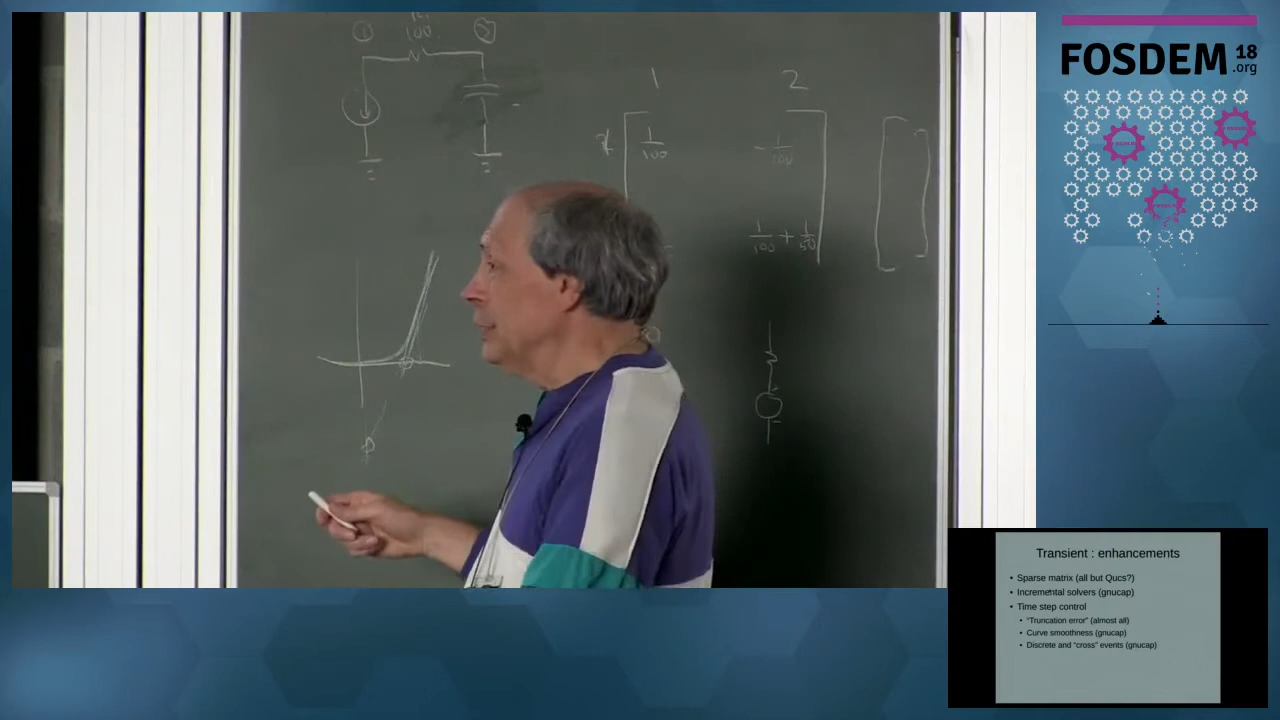 1
100
2
1
2
1
100
- 1
100
1
100
+ 1
50
FOSDEM 18
.org
Transient : enhancements
• Sparse matrix (all but Qucs?)
• Incremental solvers (gnucap)
• Time step control
• "Truncation error" (almost all)
• Curve smoothness (gnucap)
• Discrete and "cross" events (gnucap)